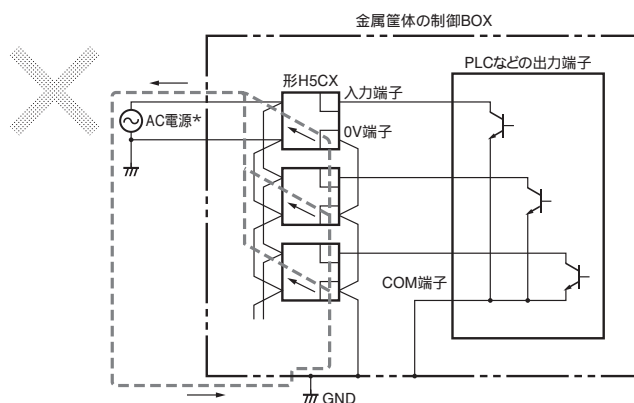 金属筐体の制御BOX
PLCなどの出力端子
形H5CX
入力端子
AC電源*
0V端子
COM端子
GND